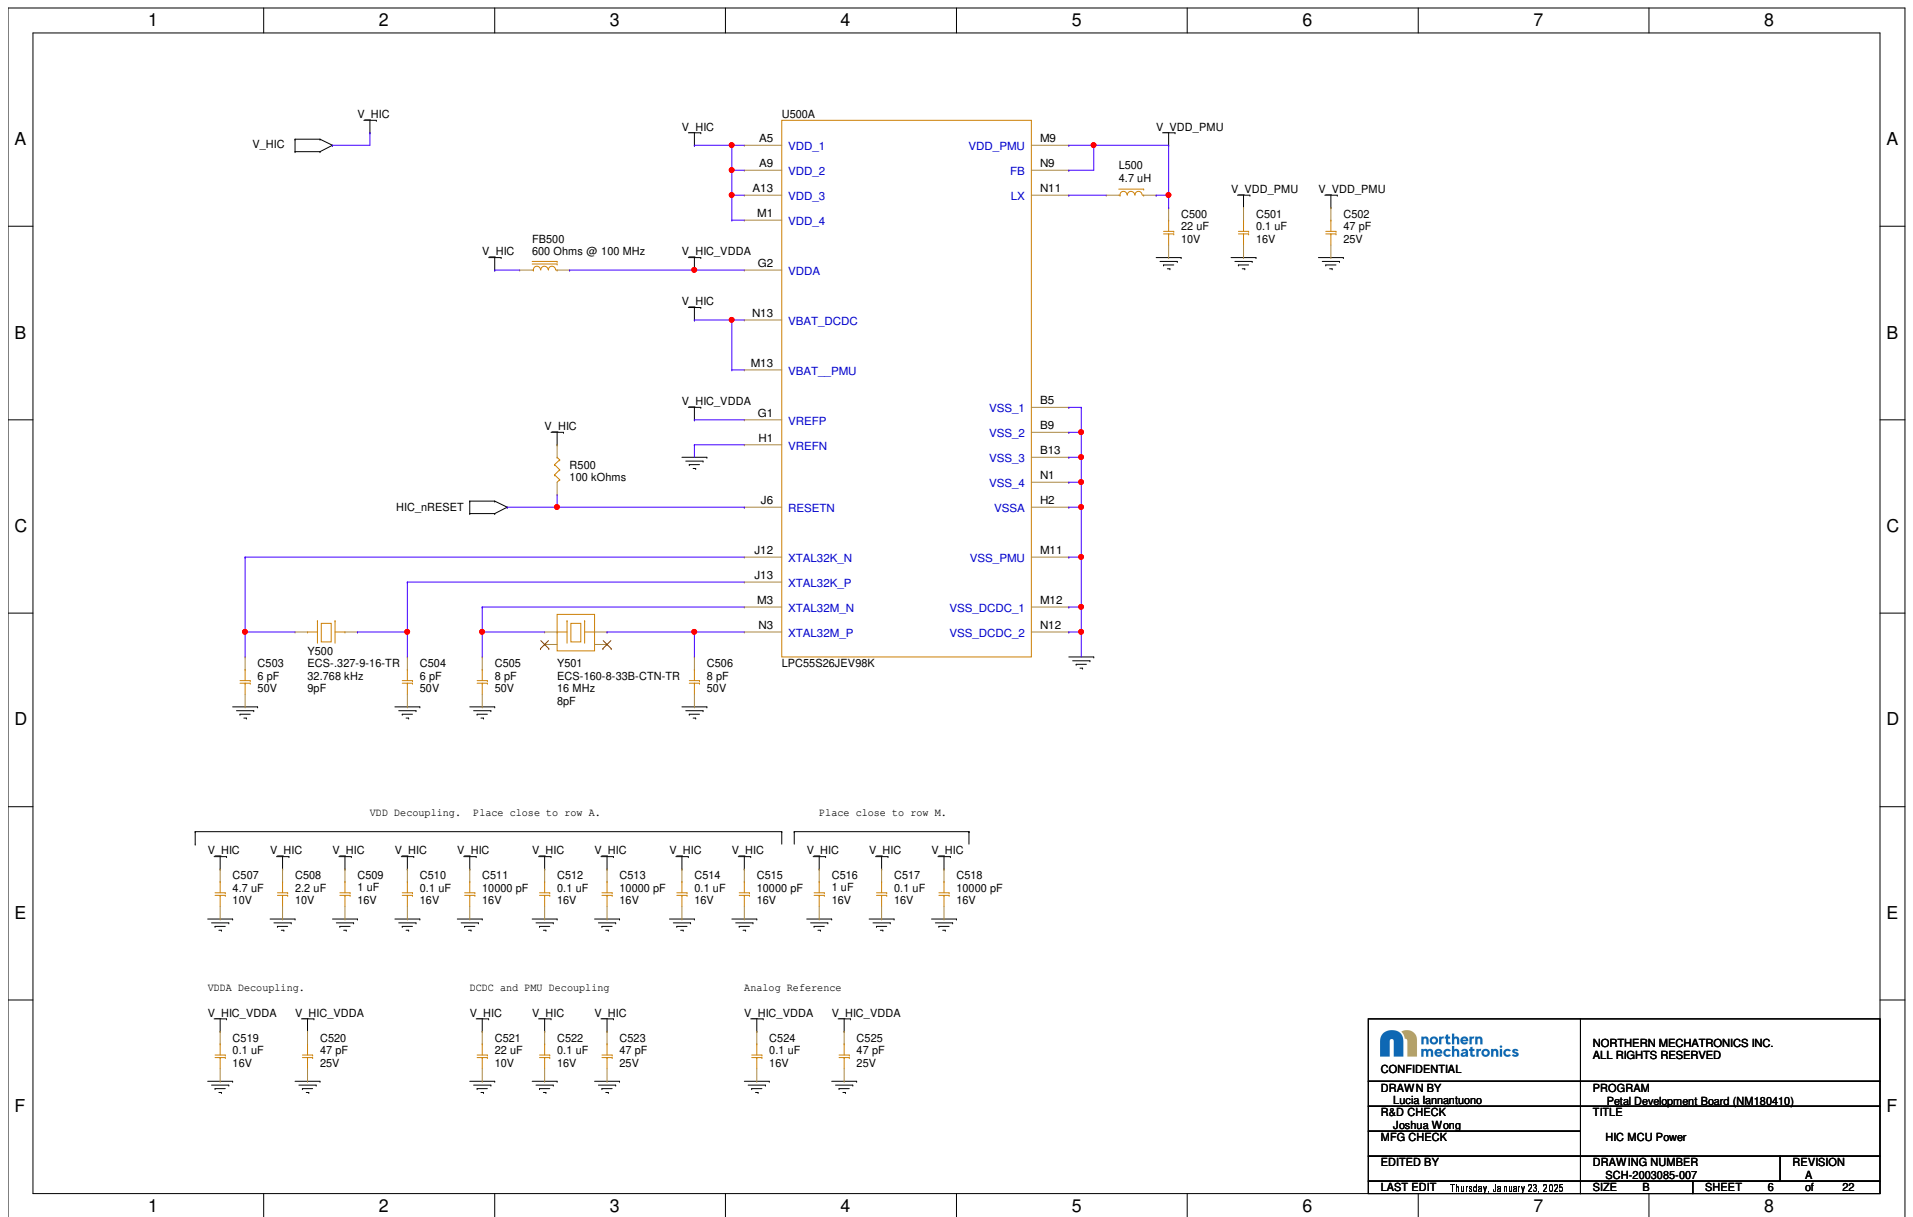 1 2 3 4 5 6 7 8
A A
B B
C C
D D
E E
F F
V_HIC
V_HIC
V_HIC
U500A
A5 VDD_1
A9 VDD_2
A13 VDD_3
M1 VDD_4
V_HIC
FB500
600 Ohms @ 100 MHz
V_HIC_VDDA
G2 VDDA
V_HIC
N13 VBAT_DCDC
M13 VBAT__PMU
V_HIC_VDDA
G1 VREFP
H1 VREFN
V_HIC
R500
100 kOhms
HIC_nRESET
J6 RESETN
J12 XTAL32K_N
J13 XTAL32K_P
M3 XTAL32M_N
N3 XTAL32M_P
LPC55S26JEV98K
VDD_PMU M9
FB N9
LX N11
V_VDD_PMU
L500
4.7 uH
C500
22 uF
10V
V_VDD_PMU
C501
0.1 uF
16V
V_VDD_PMU
C502
47 pF
25V
VSS_1 B5
VSS_2 B9
VSS_3 B13
VSS_4 N1
VSSA H2
VSS_PMU M11
VSS_DCDC_1 M12
VSS_DCDC_2 N12
C503
6 pF
50V
Y500
ECS-.327-9-16-TR
32.768 kHz
9pF
C504
6 pF
50V
C505
8 pF
50V
Y501
ECS-160-8-33B-CTN-TR
16 MHz
8pF
C506
8 pF
50V
VDD Decoupling. Place close to row A.
Place close to row M.
V_HIC
C507
4.7 uF
10V
V_HIC
C508
2.2 uF
10V
V_HIC
C509
1 uF
16V
V_HIC
C510
0.1 uF
16V
V_HIC
C511
10000 pF
16V
V_HIC
C512
0.1 uF
16V
V_HIC
C513
10000 pF
16V
V_HIC
C514
0.1 uF
16V
V_HIC
C515
10000 pF
16V
V_HIC
C516
1 uF
16V
V_HIC
C517
0.1 uF
16V
V_HIC
C518
10000 pF
16V
VDDA Decoupling.
V_HIC_VDDA
C519
0.1 uF
16V
V_HIC_VDDA
C520
47 pF
25V
DCDC and PMU Decoupling
V_HIC
C521
22 uF
10V
V_HIC
C522
0.1 uF
16V
V_HIC
C523
47 pF
25V
Analog Reference
V_HIC_VDDA
C524
0.1 uF
16V
V_HIC_VDDA
C525
47 pF
25V
northern
mechatronics
CONFIDENTIAL
NORTHERN MECHATRONICS INC.
ALL RIGHTS RESERVED
DRAWN BY
Lucia Iannantuono
PROGRAM
Petal Development Board (NM180410)
R&D CHECK
Joshua Wong
TITLE
HIC MCU Power
MFG CHECK
EDITED BY
DRAWING NUMBER
SCH-2003085-007
REVISION
A
LAST EDIT Thursday, January 23, 2025
SIZE B
SHEET 6 of 22
1 2 3 4 5 6 7 8